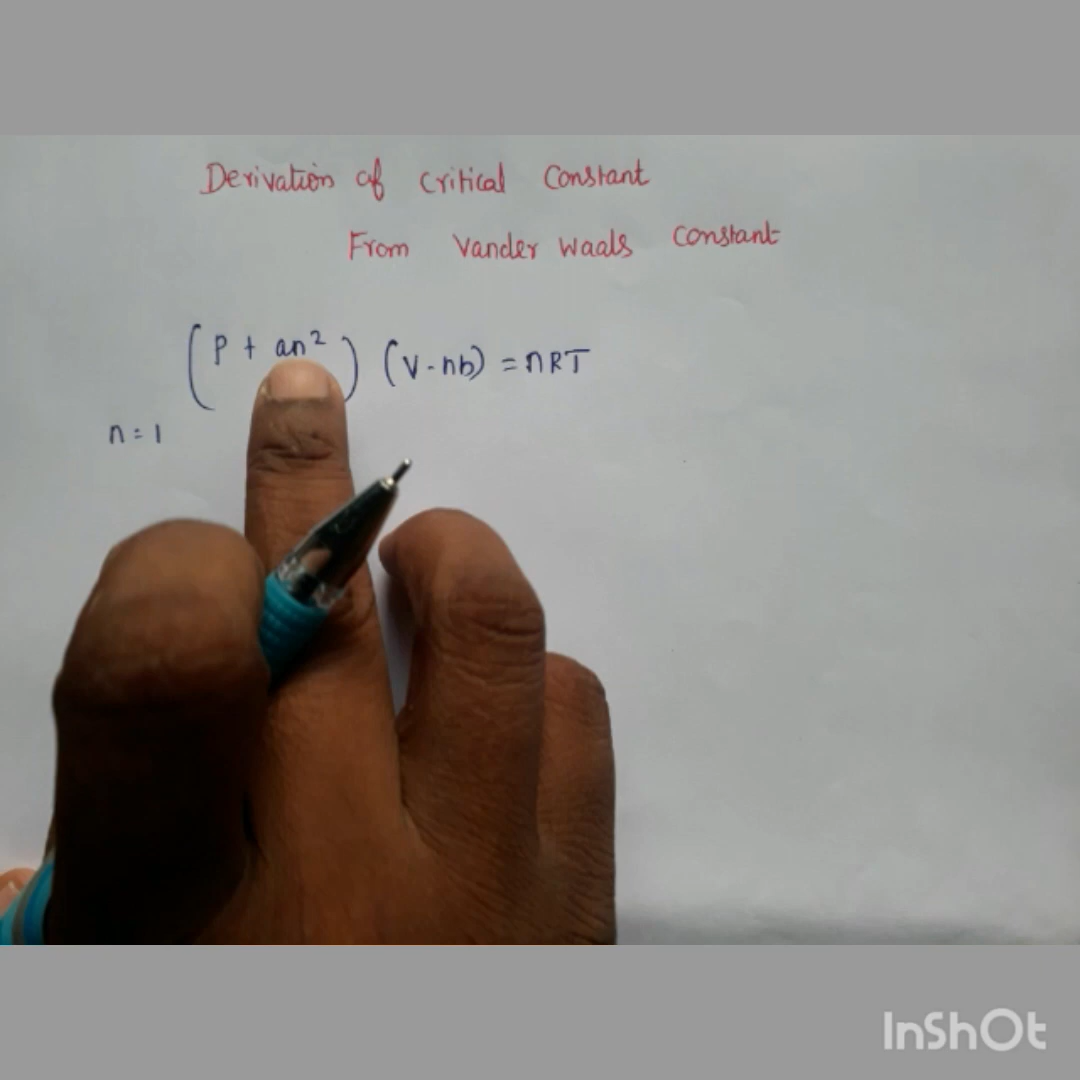 Derivation of Critical Constant
From Vander Waals Constant
(P + an²) (V - nb) = nRT
n = 1
InShOt